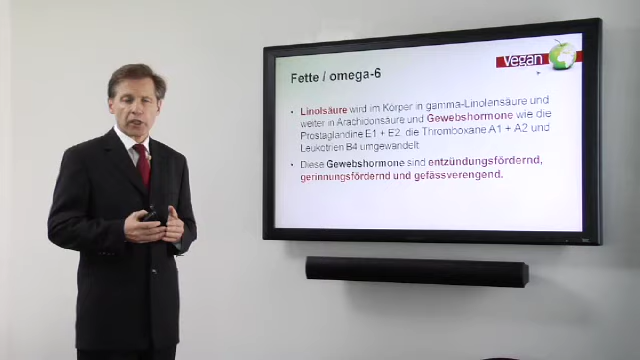 Vegan
Fette / omega-6
• Linolsäure wird im Körper in gamma-Linolensäure und
weiter in Arachidonsäure und Gewebshormone wie die
Prostaglandine E1 + E2, die Thromboxane A1 + A2 und
Leukotrien B4 umgewandelt
• Diese Gewebshormone sind entzündungsfördernd,
gerinnungsfördernd und gefässverengend.